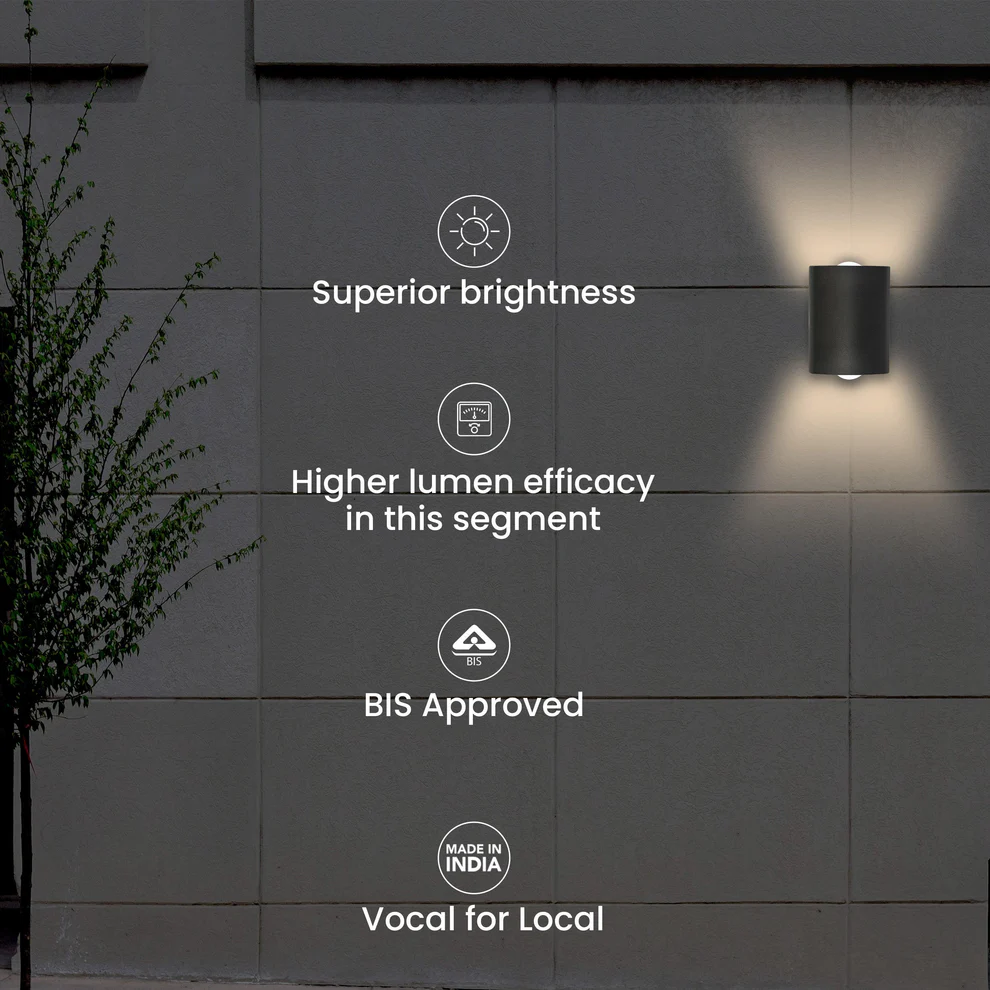 Superior brightness
Higher lumen efficacy
in this segment
BIS
BIS Approved
MADE IN
INDIA
Vocal for Local